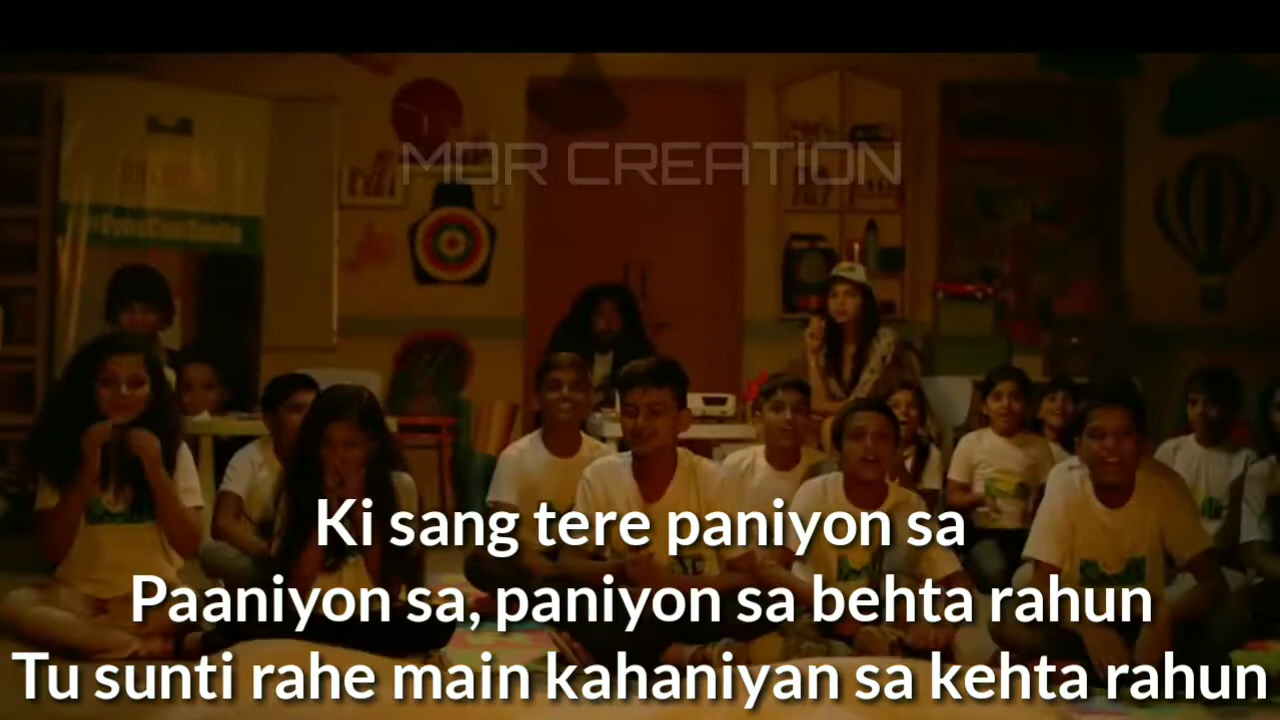 MDR CREATION
Ki sang tere paniyon sa
Paaniyon sa, paniyon sa behta rahun
Tu sunti rahe main kahaniyan sa kehta rahun